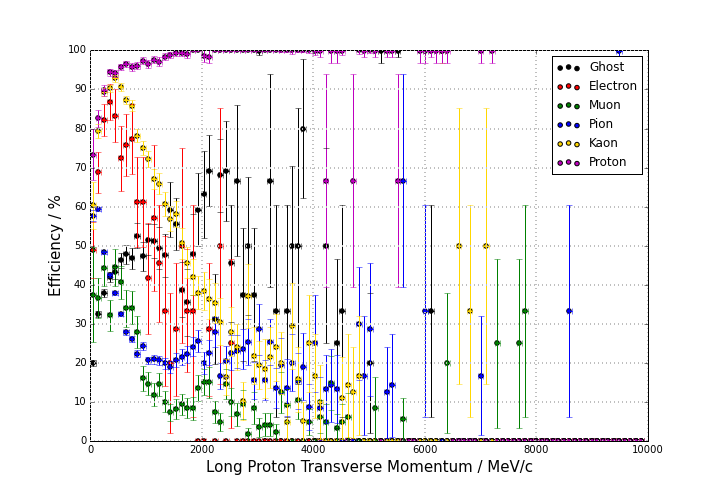 100
90
80
70
60
50
40
30
20
10
0
Efficiency / %
0 2000 4000 6000 8000 10000
Long Proton Transverse Momentum / MeV/c
Ghost
Electron
Muon
Pion
Kaon
Proton